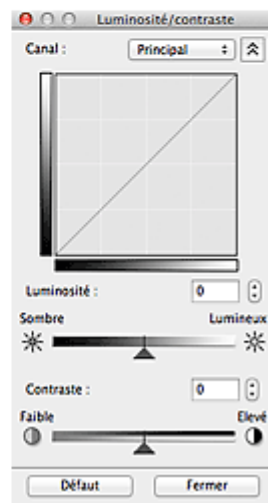 Luminosité/contraste
Canal : Principal
Luminosité : 0
Sombre Lumineux
Contraste : 0
Faible Elevé
Défaut Fermer